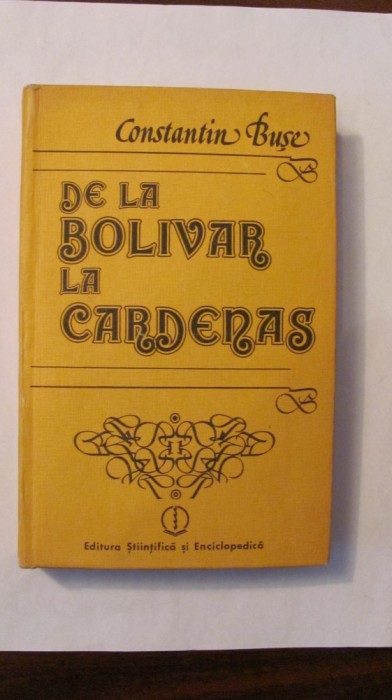 Constantin Bușe
DE LA
BOLIVAR
LA
CARDENAS
Editura Științifică și Enciclopedică